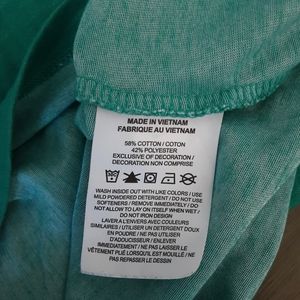 MADE IN VIETNAM
FABRIQUE AU VIETNAM
58% COTTON / COTON
42% POLYESTER
EXCLUSIVE OF DECORATION /
DECORATION NON COMPRISE
WASH INSIDE OUT WITH LIKE COLORS / USE
MILD POWDERED DETERGENT / DO NOT USE
SOFTENERS / REMOVE IMMEDIATELY / DO
NOT ALLOW TO LAY ON ITSELF WHEN WET /
DO NOT IRON DESIGN
LAVER A L'ENVERS AVEC COULEURS
SIMILAIRES / UTILISER UN DETERGENT DOUX
EN POUDRE / NE PAS UTILISER
D'ADOUCISSEUR / ENLEVER
IMMEDIATEMENT / NE PAS LAISSER LE
VÊTEMENT PLIÉ LORSQU'IL EST MOUILLE / NE
PAS REPASSER LE DESSIN